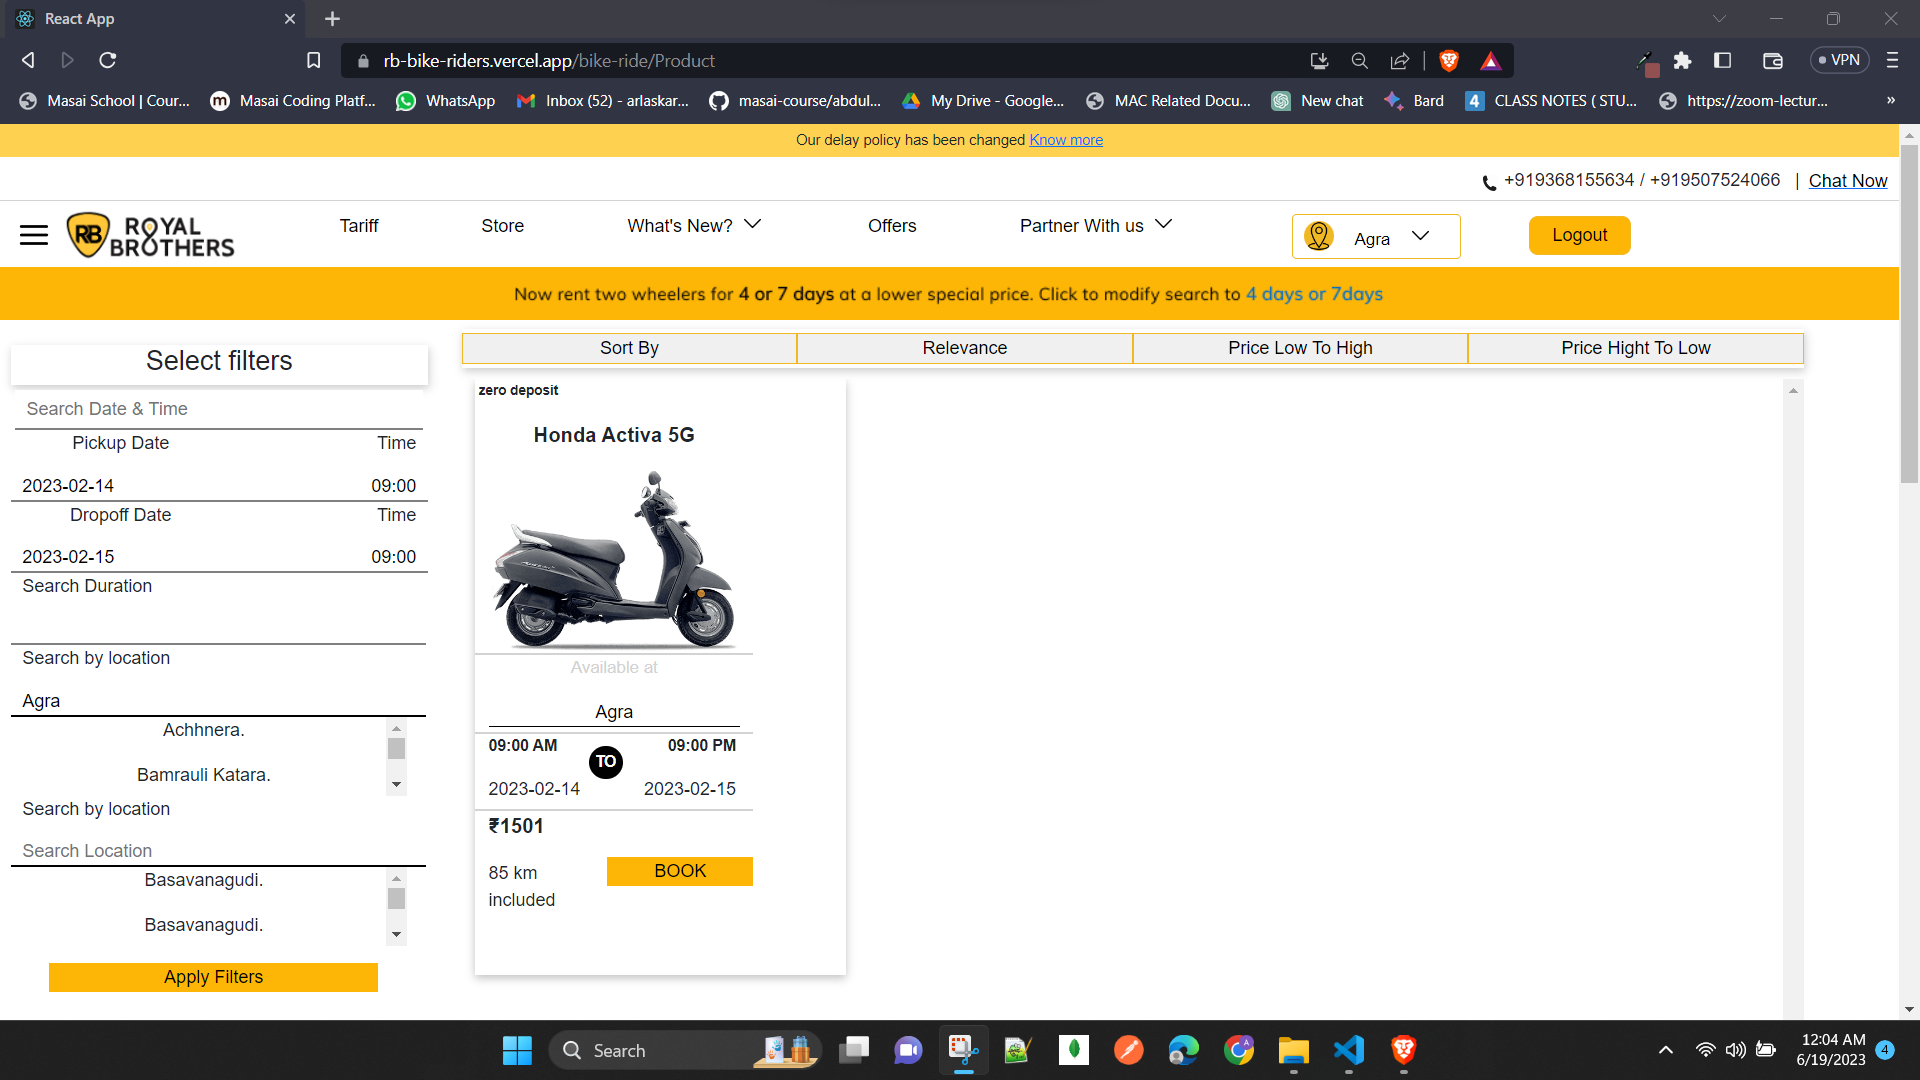 React App
rb-bike-riders.vercel.app/bike-ride/Product
VPN
Masai School | Cour...
Masai Coding Platf...
WhatsApp
Inbox (52) - arlaskar...
masai-course/abdul...
My Drive - Google...
MAC Related Docu...
New chat
Bard
4
CLASS NOTES ( STU...
https://zoom-lectur...
»
Our delay policy has been changed Know more
+919368155634 / +919507524066 | Chat Now
RB ROYAL BROTHERS
Tariff
Store
What's New?
Offers
Partner With us
Agra
Logout
Now rent two wheelers for 4 or 7 days at a lower special price. Click to modify search to 4 days or 7days
Select filters
Search Date & Time
Pickup Date Time
2023-02-14 09:00
Dropoff Date Time
2023-02-15 09:00
Search Duration
Search by location
Agra
Achhnera.
Bamrauli Katara.
Search by location
Search Location
Basavanagudi.
Basavanagudi.
Apply Filters
Sort By
Relevance
Price Low To High
Price Hight To Low
zero deposit
Honda Activa 5G
Available at
Agra
09:00 AM TO 09:00 PM
2023-02-14 2023-02-15
₹1501
85 km
included
BOOK
Search
12:04 AM
6/19/2023
4